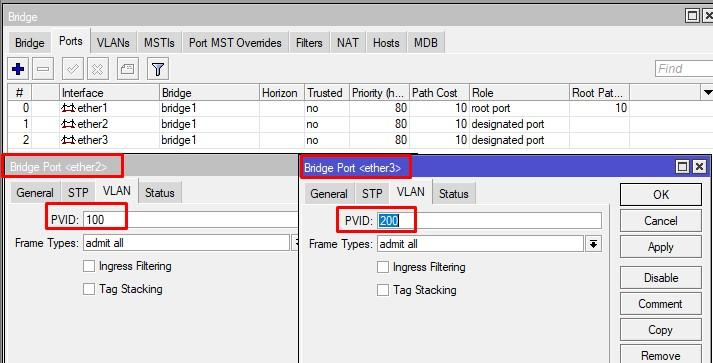 Bridge
Bridge Ports VLANs MSTIs Port MST Overrides Filters NAT Hosts MDB
Find
# Interface Bridge Horizon Trusted Priority (h... Path Cost Role Root Pat...
0 ether1 bridge1 no 80 10 root port 10
1 ether2 bridge1 no 80 10 designated port
2 ether3 bridge1 no 80 10 designated port
Bridge Port <ether2>
General STP VLAN Status
PVID: 100
Frame Types: admit all
Ingress Filtering
Tag Stacking
Bridge Port <ether3>
General STP VLAN Status
PVID: 200
Frame Types: admit all
Ingress Filtering
Tag Stacking
OK
Cancel
Apply
Disable
Comment
Copy
Remove